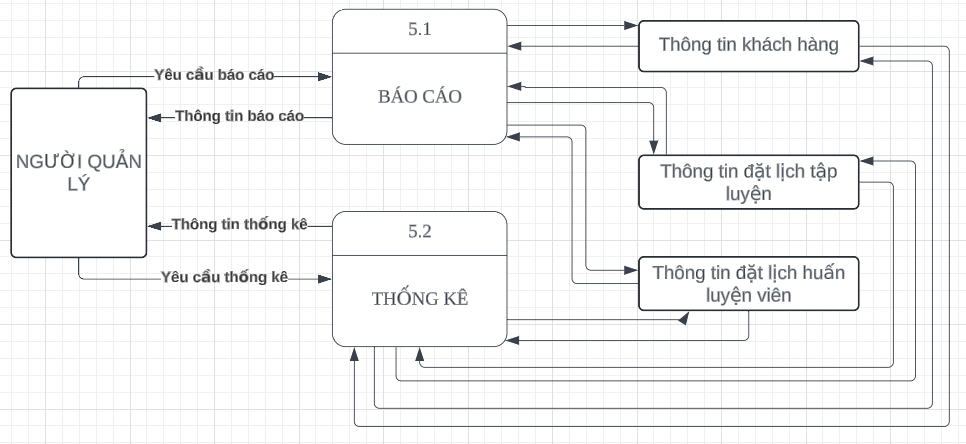 5.1
Thông tin khách hàng
Yêu cầu báo cáo
BÁO CÁO
Thông tin báo cáo
NGƯỜI QUẢN
LÝ
Thông tin đặt lịch tập
luyện
Thông tin thống kê
5.2
Yêu cầu thống kê
THỐNG KÊ
Thông tin đặt lịch huấn
luyện viên